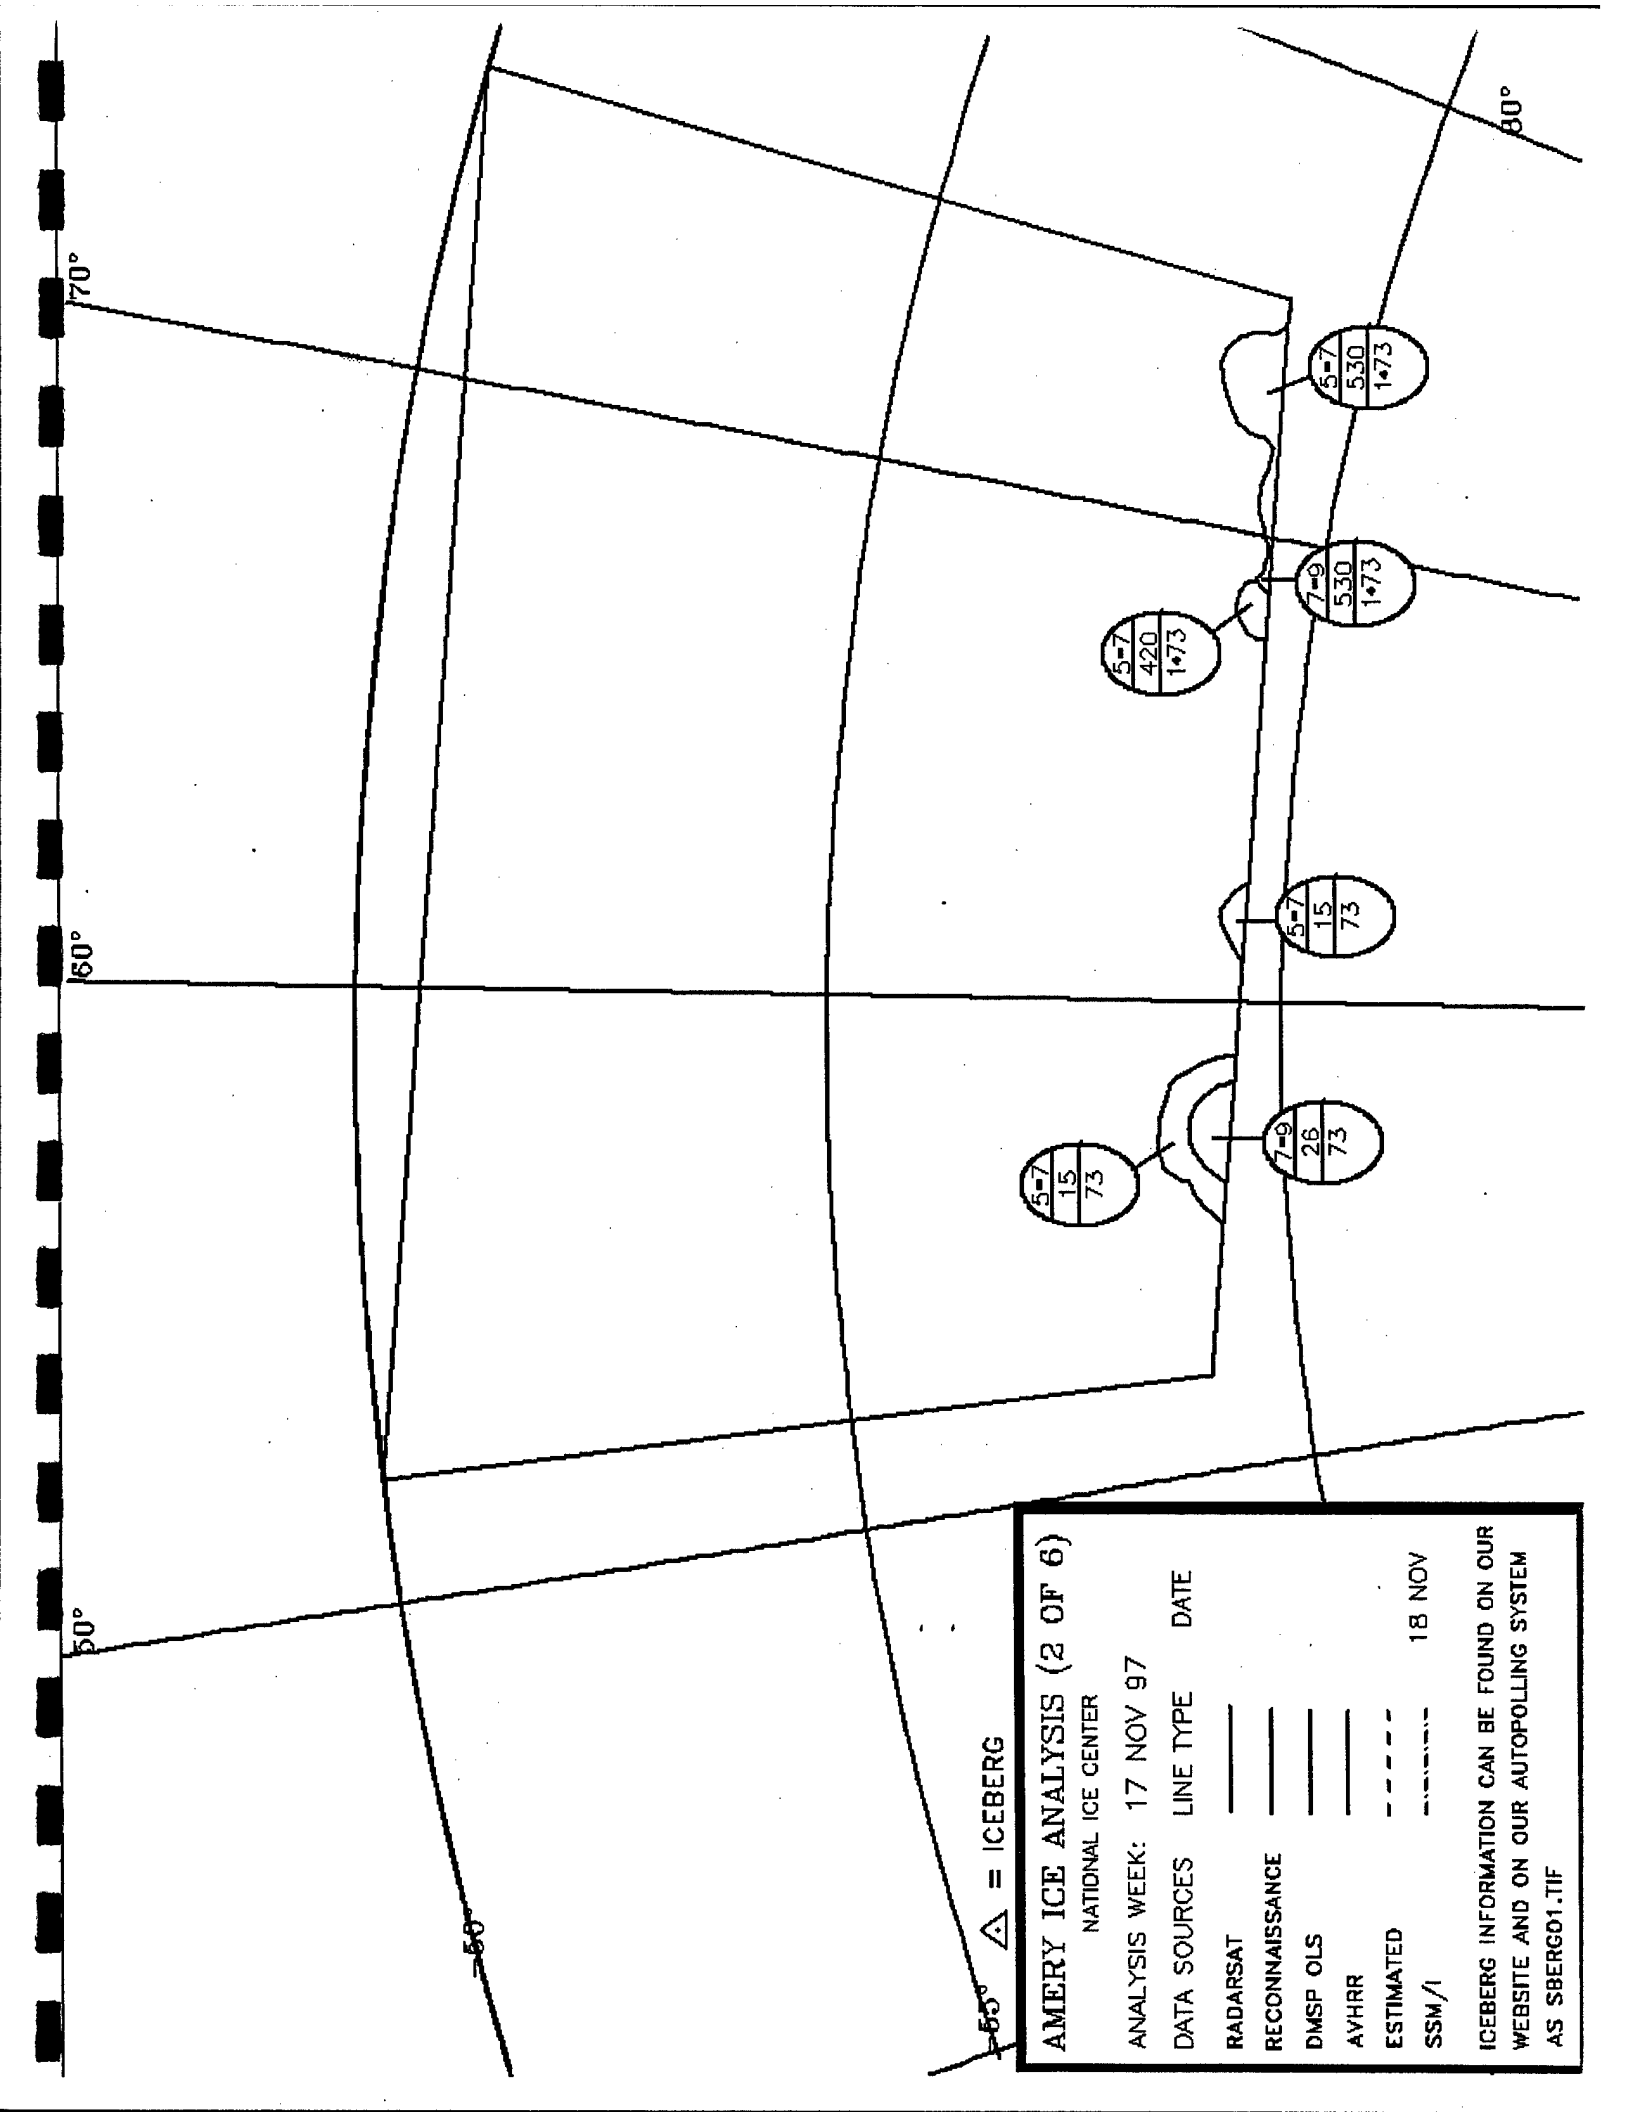 50°
60°
70°
80°
-50°
-55°
5-7
15
73
7-9
26
73
5-7
15
73
5-7
420
1•73
7-9
530
1•73
5-7
530
1•73
= ICEBERG
AMERY ICE ANALYSIS (2 OF 6)
NATIONAL ICE CENTER
ANALYSIS WEEK: 17 NOV 97
DATA SOURCES LINE TYPE DATE
RADARSAT
RECONNAISSANCE
DMSP OLS
AVHRR
ESTIMATED
SSM/I 18 NOV
ICEBERG INFORMATION CAN BE FOUND ON OUR
WEBSITE AND ON OUR AUTOPOLLING SYSTEM
AS SBERG01.TIF